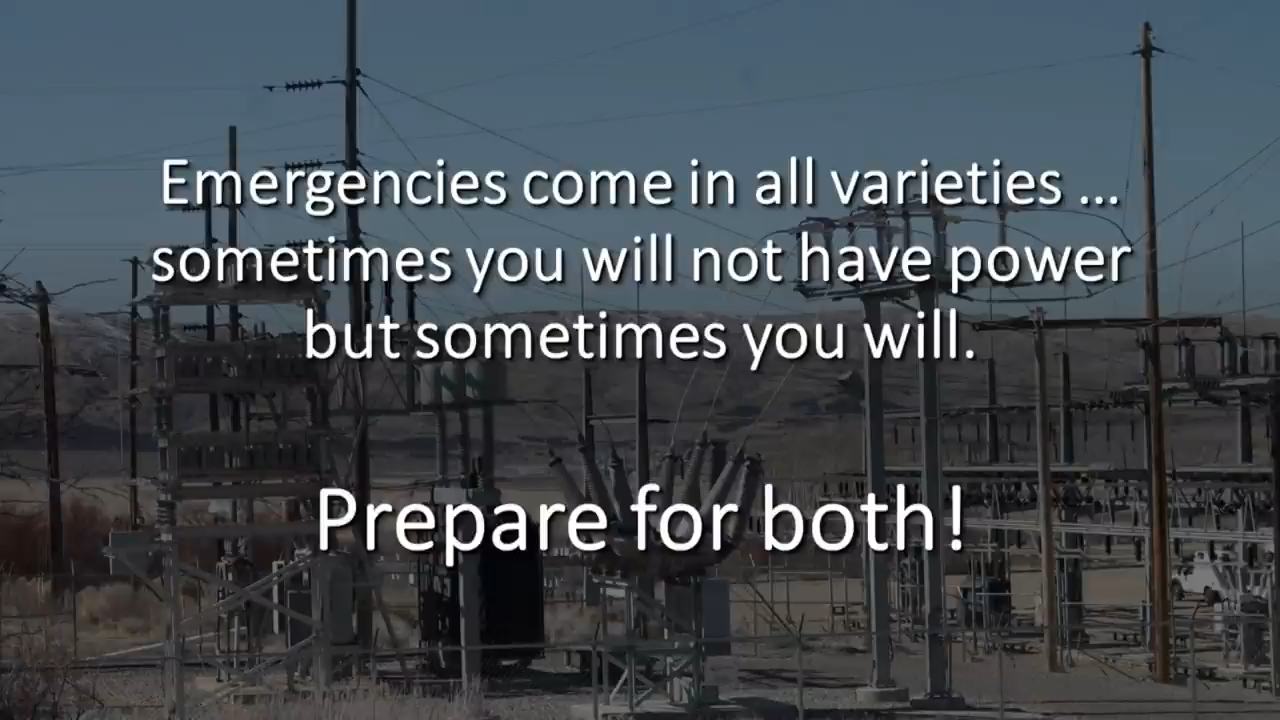 Emergencies come in all varieties ...
sometimes you will not have power
but sometimes you will.
Prepare for both!